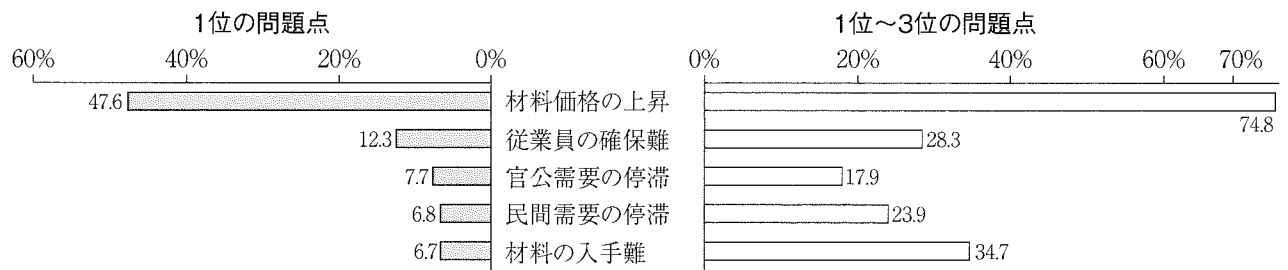 1位の問題点 1位～3位の問題点
60% 40% 20% 0% 0% 20% 40% 60% 70%
47.6 材料価格の上昇 74.8
12.3 従業員の確保難 28.3
7.7 官公需要の停滞 17.9
6.8 民間需要の停滞 23.9
6.7 材料の入手難 34.7